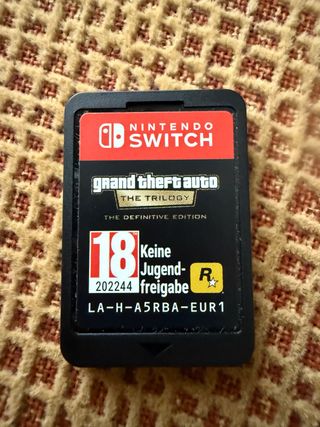 NINTENDO
SWITCH
grand theft auto
THE TRILOGY
THE DEFINITIVE EDITION
18
202244
Keine
Jugend-
freigabe
R
LA-H-A5RBA-EUR1